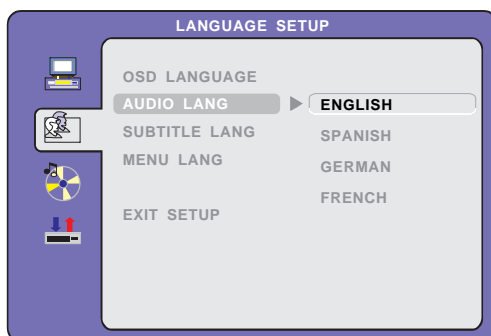 LANGUAGE SETUP
OSD LANGUAGE
AUDIO LANG
SUBTITLE LANG
MENU LANG
EXIT SETUP
ENGLISH
SPANISH
GERMAN
FRENCH